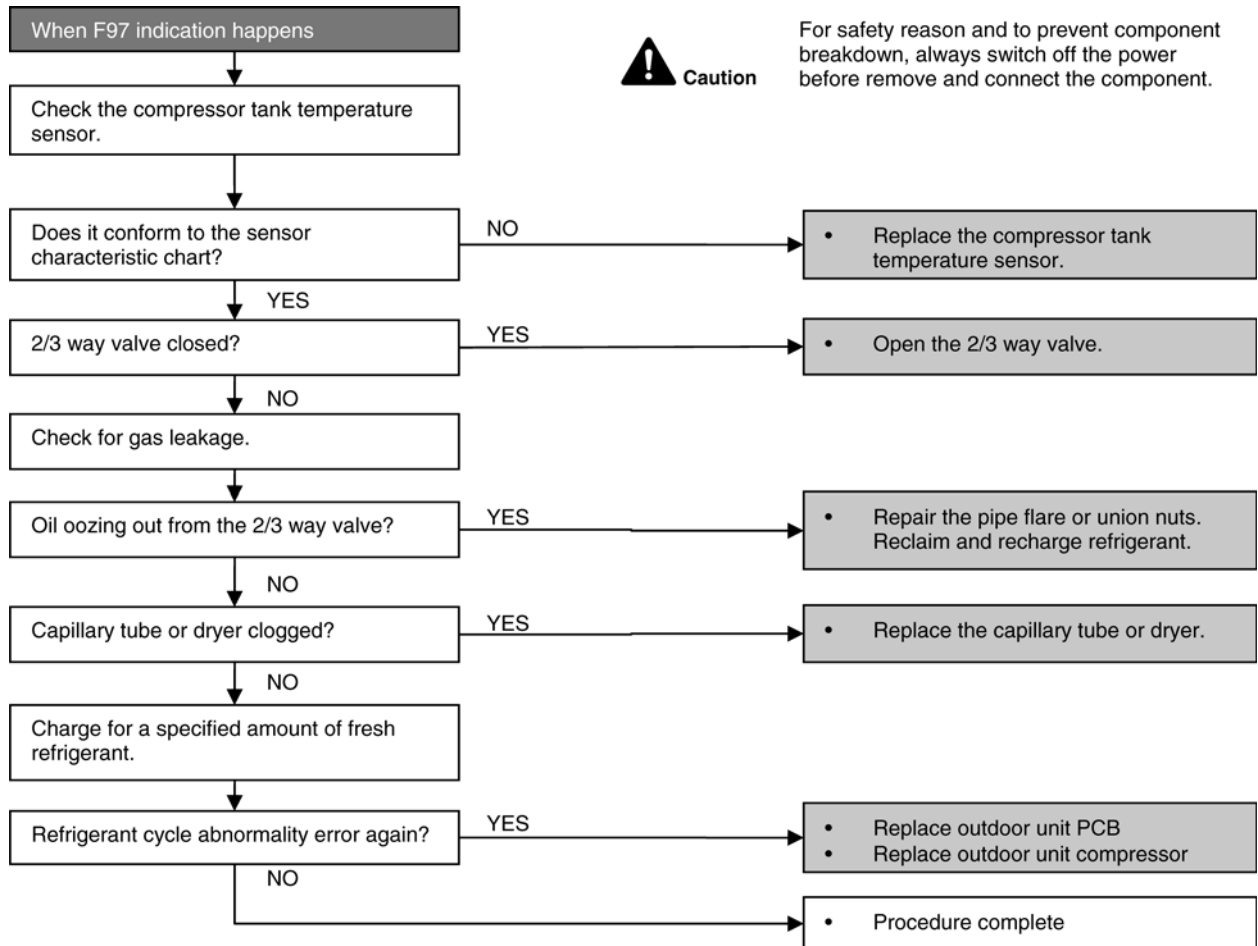 When F97 indication happens
Caution
For safety reason and to prevent component
breakdown, always switch off the power
before remove and connect the component.
Check the compressor tank temperature
sensor.
Does it conform to the sensor
characteristic chart?
NO
• Replace the compressor tank
temperature sensor.
YES
2/3 way valve closed?
YES
• Open the 2/3 way valve.
NO
Check for gas leakage.
Oil oozing out from the 2/3 way valve?
YES
• Repair the pipe flare or union nuts.
Reclaim and recharge refrigerant.
NO
Capillary tube or dryer clogged?
YES
• Replace the capillary tube or dryer.
NO
Charge for a specified amount of fresh
refrigerant.
Refrigerant cycle abnormality error again?
YES
• Replace outdoor unit PCB
• Replace outdoor unit compressor
NO
• Procedure complete